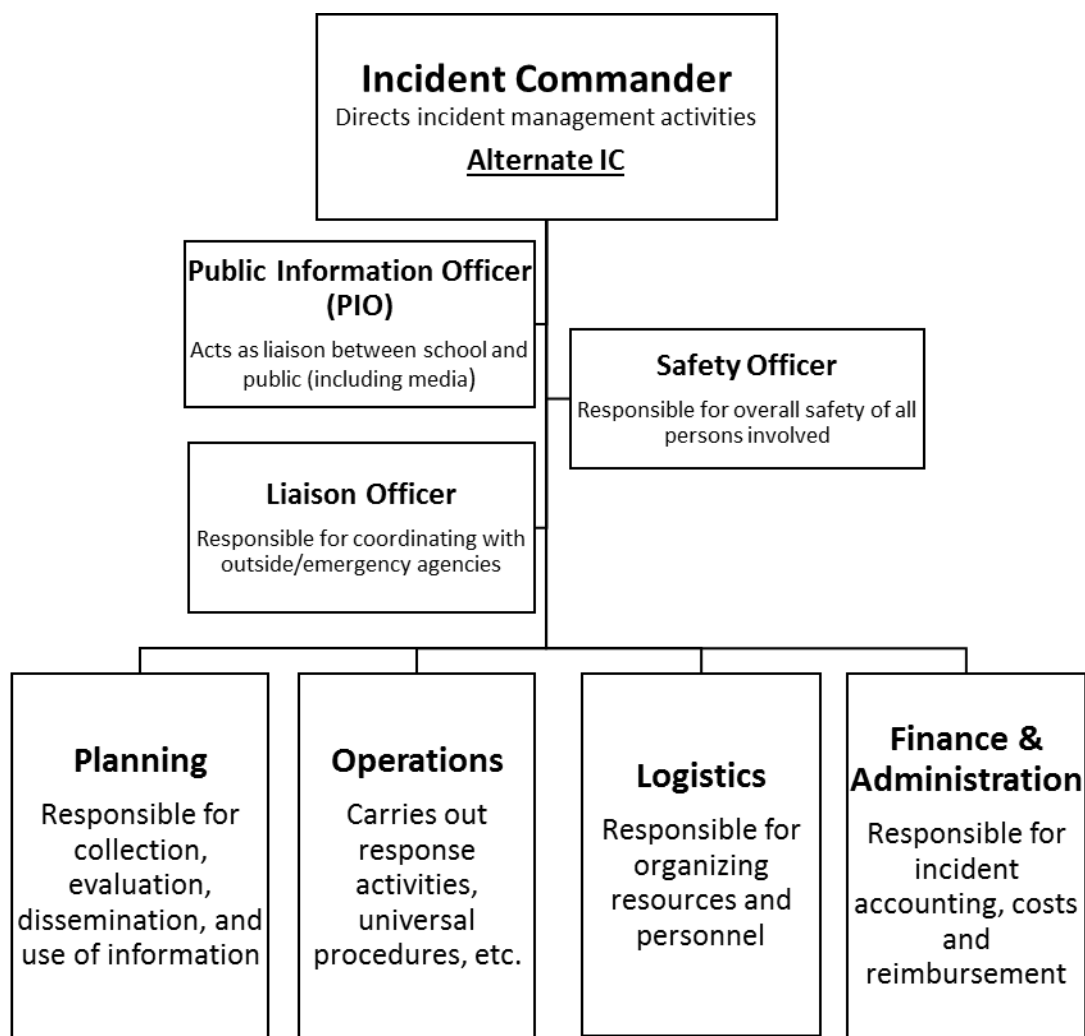 Incident Commander
Directs incident management activities
Alternate IC
Public Information Officer
(PIO)
Acts as liaison between school and
public (including media)
Safety Officer
Responsible for overall safety of all
persons involved
Liaison Officer
Responsible for coordinating with
outside/emergency agencies
Planning
Responsible for
collection,
evaluation,
dissemination, and
use of information
Operations
Carries out
response
activities,
universal
procedures, etc.
Logistics
Responsible for
organizing
resources and
personnel
Finance &
Administration
Responsible for
incident
accounting, costs
and
reimbursement